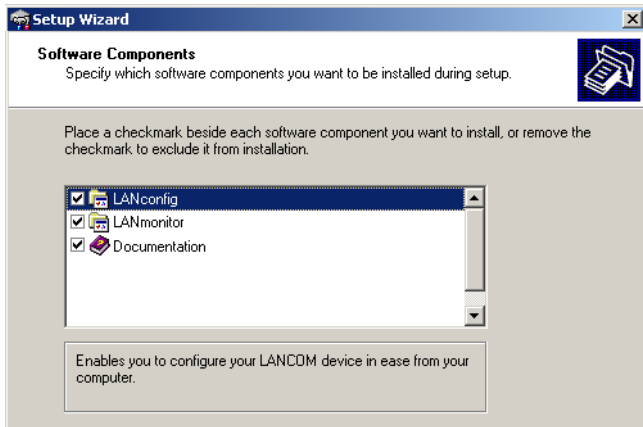 Setup Wizard
Software Components
Specify which software components you want to be installed during setup.
Place a checkmark beside each software component you want to install, or remove the
checkmark to exclude it from installation.
LANconfig
LANmonitor
Documentation
Enables you to configure your LANCOM device in ease from your
computer.